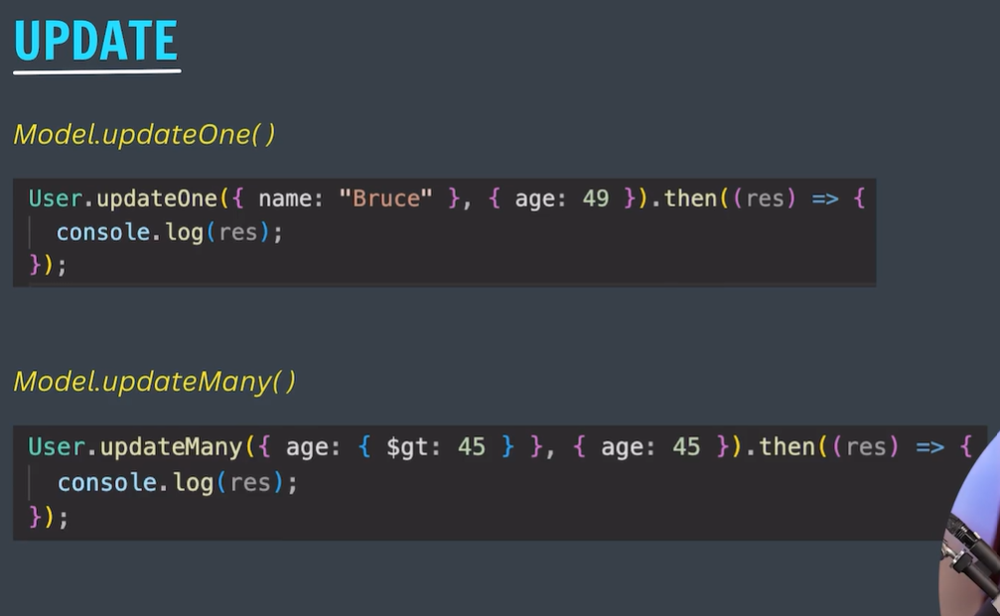 UPDATE
Model.updateOne( )
User.updateOne({ name: "Bruce" }, { age: 49 }).then((res) => {
console.log(res);
});
Model.updateMany( )
User.updateMany({ age: { $gt: 45 } }, { age: 45 }).then((res) => {
console.log(res);
});